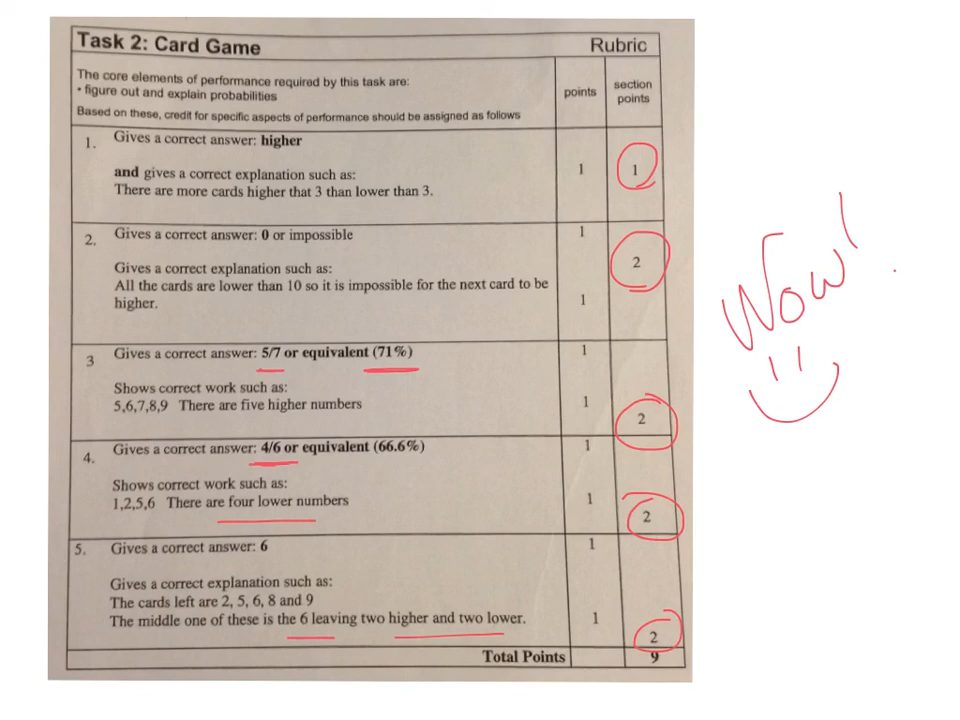 Task 2: Card Game Rubric
The core elements of performance required by this task are:
• figure out and explain probabilities
Based on these, credit for specific aspects of performance should be assigned as follows
points
section
points
1. Gives a correct answer: higher
and gives a correct explanation such as:
There are more cards higher that 3 than lower than 3.
1
1
2. Gives a correct answer: 0 or impossible
1
Gives a correct explanation such as:
All the cards are lower than 10 so it is impossible for the next card to be
higher.
1
2
3 Gives a correct answer: 5/7 or equivalent (71%)
1
Shows correct work such as:
5,6,7,8,9 There are five higher numbers
1
2
4. Gives a correct answer: 4/6 or equivalent (66.6%)
1
Shows correct work such as:
1,2,5,6 There are four lower numbers
1
2
5. Gives a correct answer: 6
1
Gives a correct explanation such as:
The cards left are 2, 5, 6, 8 and 9
The middle one of these is the 6 leaving two higher and two lower.
1
2
Total Points 9
Wow!